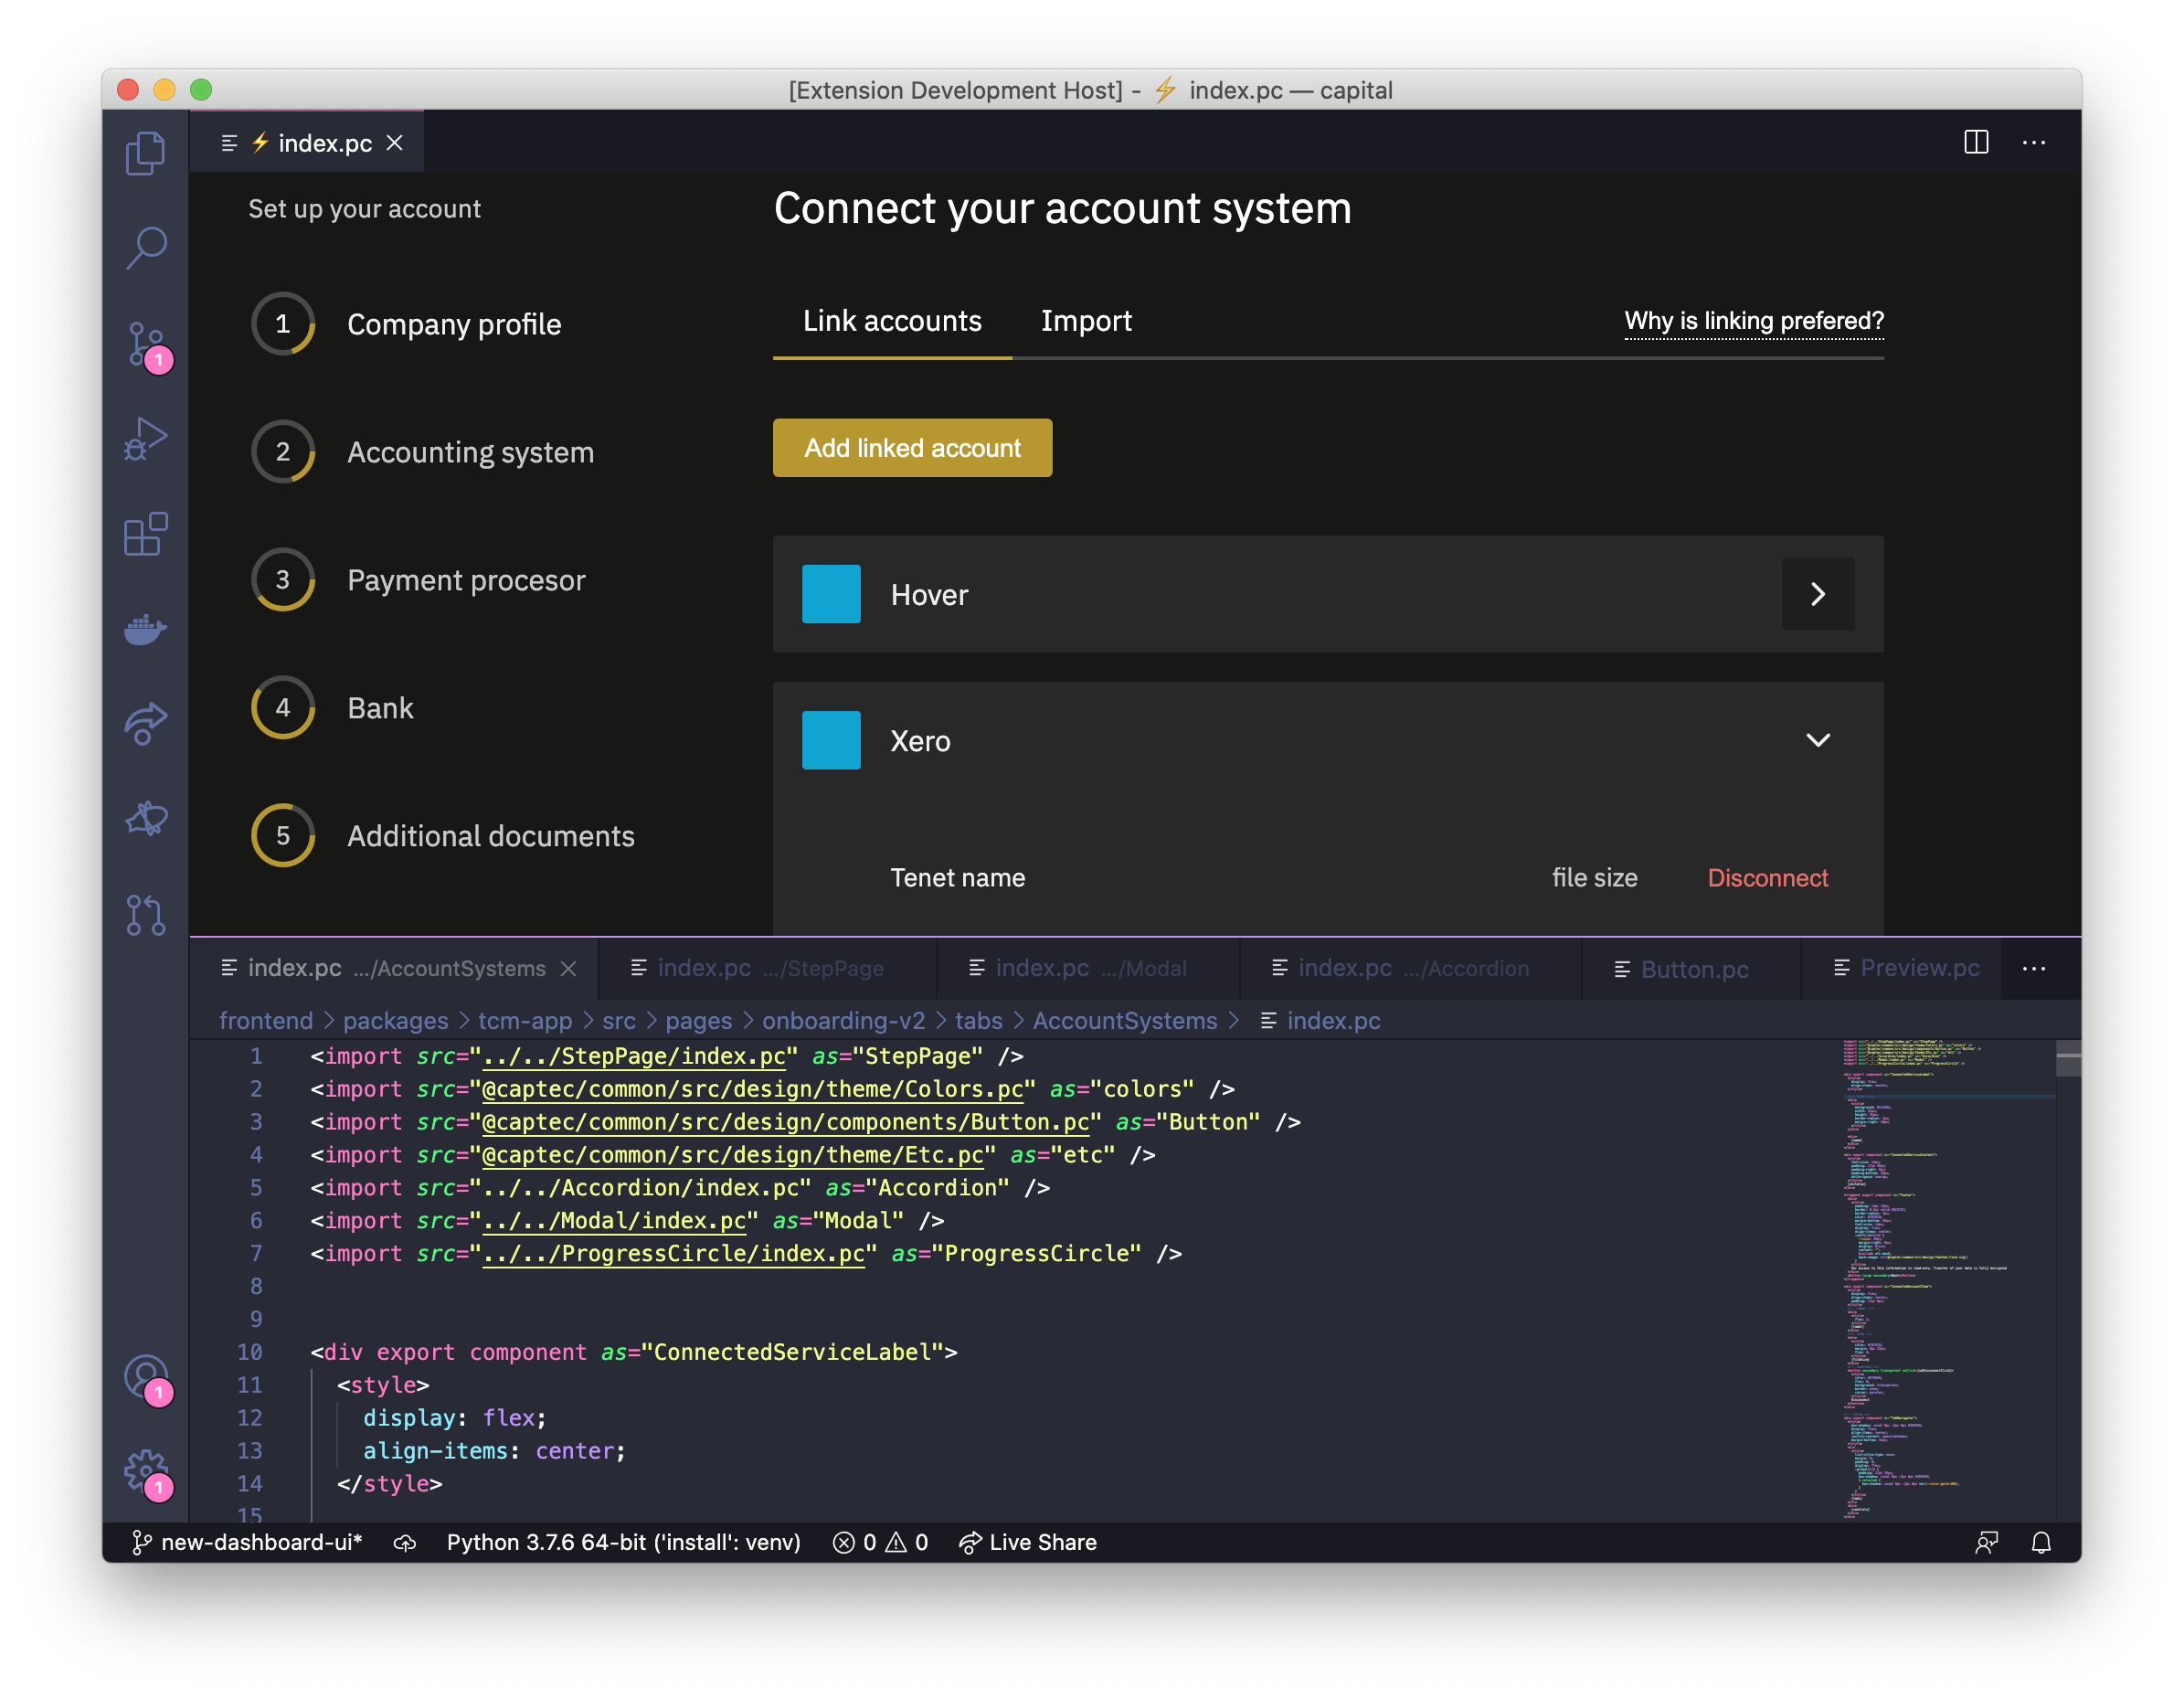 [Extension Development Host] - ⚡ index.pc — capital
⚡ index.pc
Set up your account
1 Company profile
2 Accounting system
3 Payment procesor
4 Bank
5 Additional documents
Connect your account system
Link accounts Import Why is linking prefered?
Add linked account
Hover
Xero
Tenet name file size Disconnect
1
1
1
index.pc .../AccountSystems index.pc .../StepPage index.pc .../Modal index.pc .../Accordion Button.pc Preview.pc
frontend > packages > tcm-app > src > pages > onboarding-v2 > tabs > AccountSystems > index.pc
1 <import src="../../StepPage/index.pc" as="StepPage" />
2 <import src="@captec/common/src/design/theme/Colors.pc" as="colors" />
3 <import src="@captec/common/src/design/components/Button.pc" as="Button" />
4 <import src="@captec/common/src/design/theme/Etc.pc" as="etc" />
5 <import src="../../Accordion/index.pc" as="Accordion" />
6 <import src="../../Modal/index.pc" as="Modal" />
7 <import src="../../ProgressCircle/index.pc" as="ProgressCircle" />
8
9
10 <div export component as="ConnectedServiceLabel">
11 <style>
12 display: flex;
13 align-items: center;
14 </style>
15
new-dashboard-ui* Python 3.7.6 64-bit ('install': venv) 0 0 Live Share